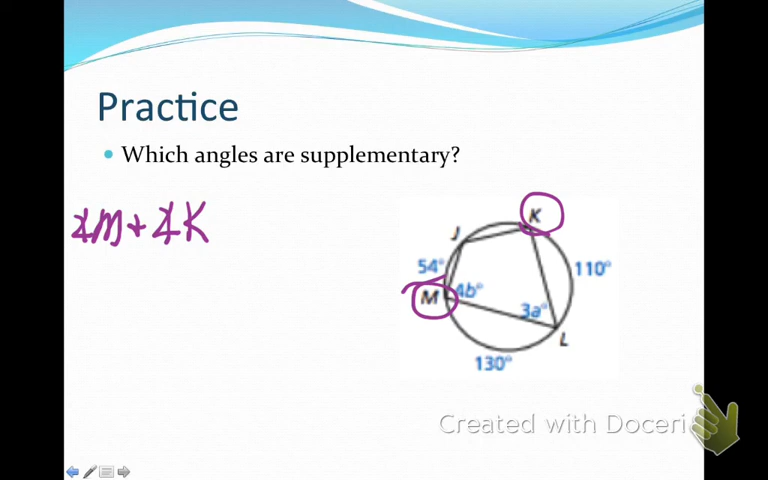 Practice
• Which angles are supplementary?
∡M + ∡K
K
J
54°
110°
M
4b°
3a°
L
130°
Created with Doceri